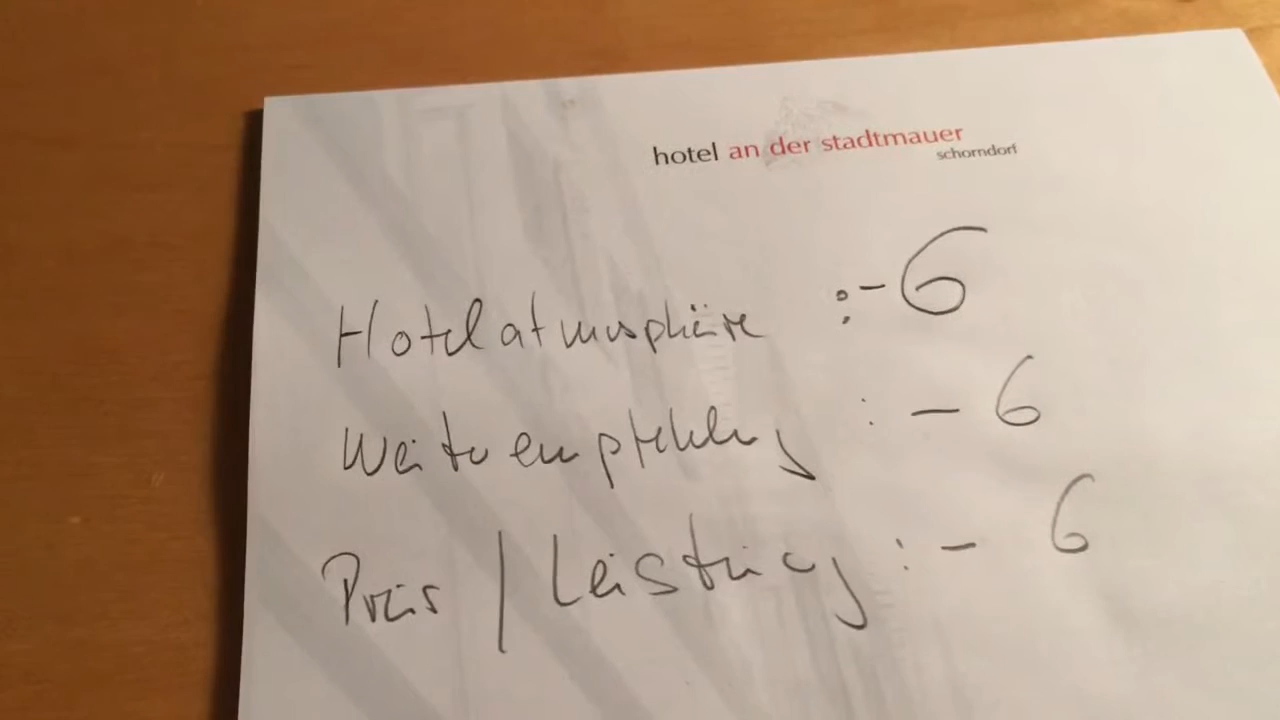 hotel an der stadtmauer
schorndorf
Hotelatmosphäre :- 6
Weiterempfehlung :- 6
Preis / Leistung :- 6